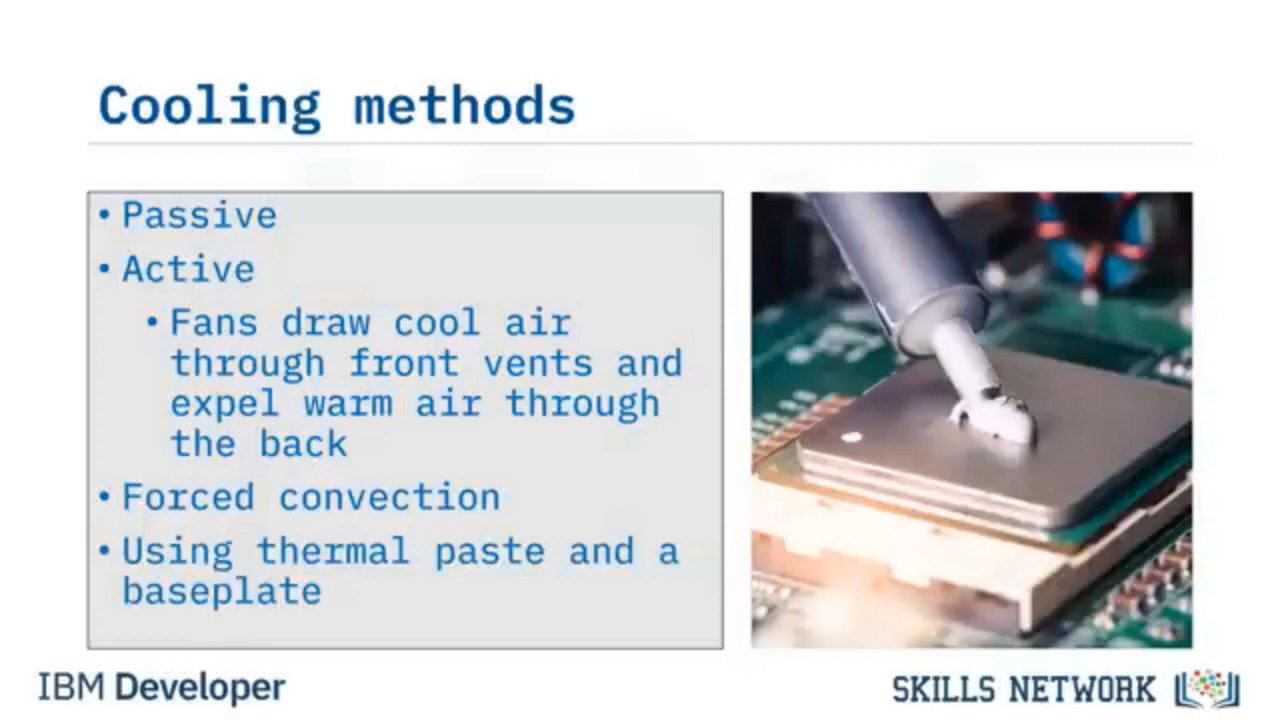 Cooling methods
• Passive
• Active
• Fans draw cool air
through front vents and
expel warm air through
the back
• Forced convection
• Using thermal paste and a
baseplate
IBM Developer
SKILLS NETWORK